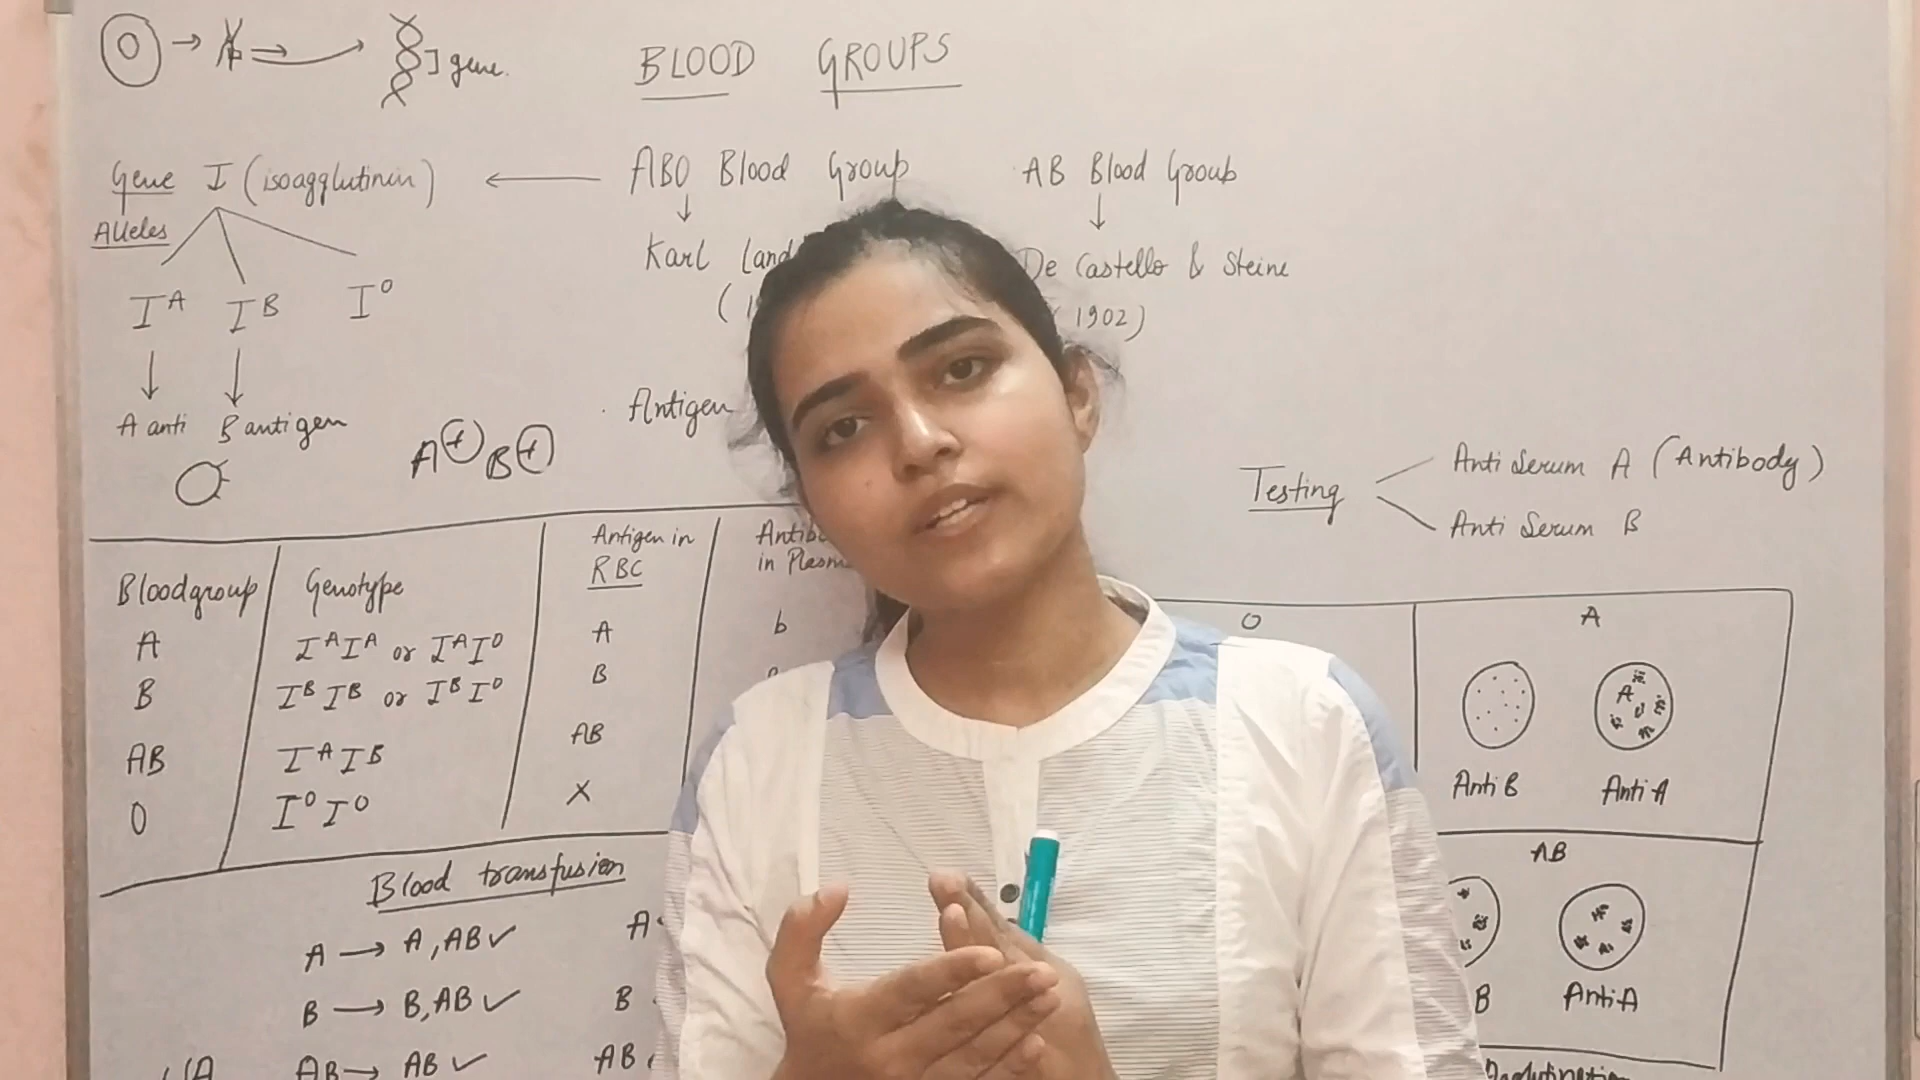 gene.
BLOOD GROUPS
Gene I (isoagglutinin)
ABO Blood Group
AB Blood Group
Alleles
Karl
De Castello & Steine
1902)
I^A I^B I^O
A anti B antigen
A+ B+
Antigen
Testing
Anti Serum A (Antibody)
Anti Serum B
Bloodgroup
Genotype
Antigen in
RBC
in
A
I^A I^A or I^A I^O
A
b
B
I^B I^B or I^B I^O
B
AB
I^A I^B
AB
O
I^O I^O
X
O
A
A
Anti B
Anti A
AB
B
Anti A
Blood transfusion
A → A, AB ✓
A
B → B, AB ✓
B
AB → AB ✓
AB